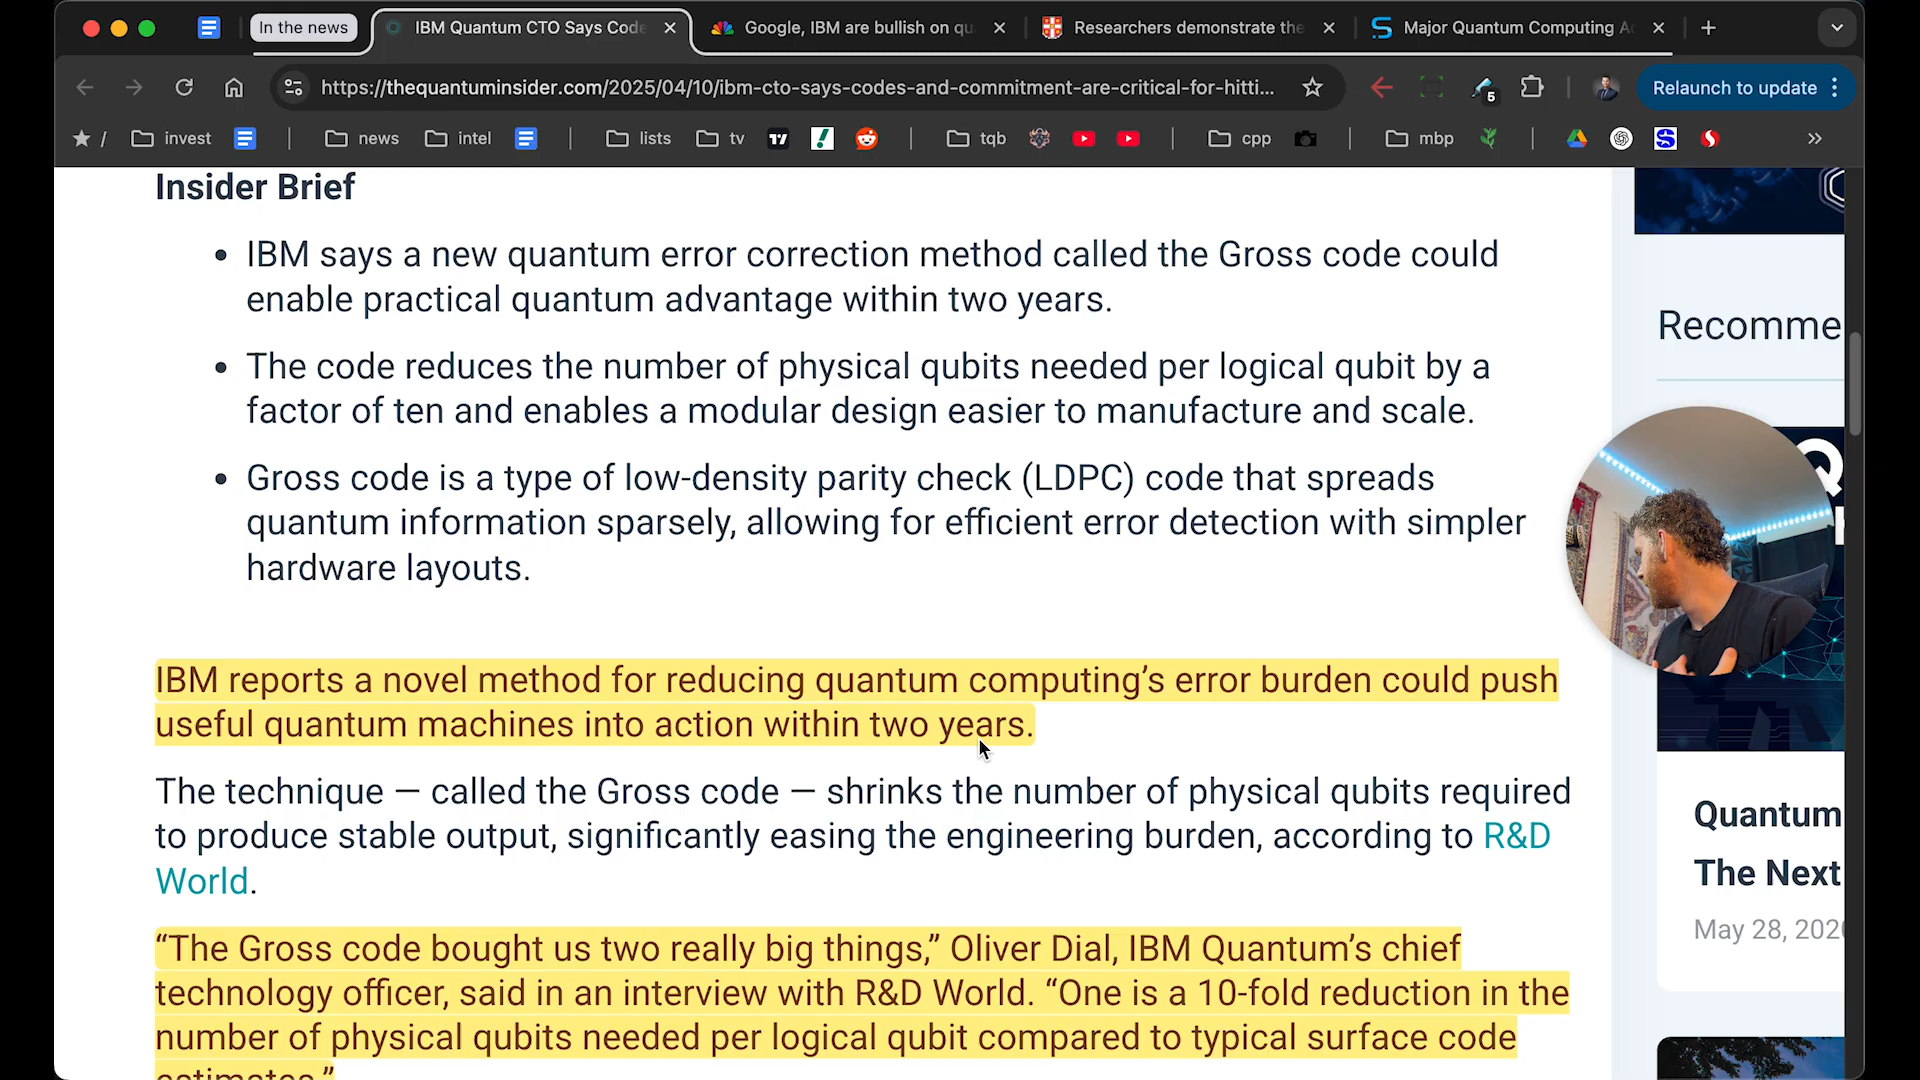 In the news
IBM Quantum CTO Says Code
Google, IBM are bullish on qu
Researchers demonstrate the
Major Quantum Computing A
https://thequantuminsider.com/2025/04/10/ibm-cto-says-codes-and-commitment-are-critical-for-hitti...
5
Relaunch to update
/
invest
news
intel
lists
tv
tqb
cpp
mbp
Insider Brief
• IBM says a new quantum error correction method called the Gross code could
enable practical quantum advantage within two years.
• The code reduces the number of physical qubits needed per logical qubit by a
factor of ten and enables a modular design easier to manufacture and scale.
• Gross code is a type of low-density parity check (LDPC) code that spreads
quantum information sparsely, allowing for efficient error detection with simpler
hardware layouts.
IBM reports a novel method for reducing quantum computing’s error burden could push
useful quantum machines into action within two years.
The technique — called the Gross code — shrinks the number of physical qubits required
to produce stable output, significantly easing the engineering burden, according to R&D
World.
“The Gross code bought us two really big things,” Oliver Dial, IBM Quantum’s chief
technology officer, said in an interview with R&D World. “One is a 10-fold reduction in the
number of physical qubits needed per logical qubit compared to typical surface code
estimates.”
Recomme
Quantum
The Next
May 28, 202